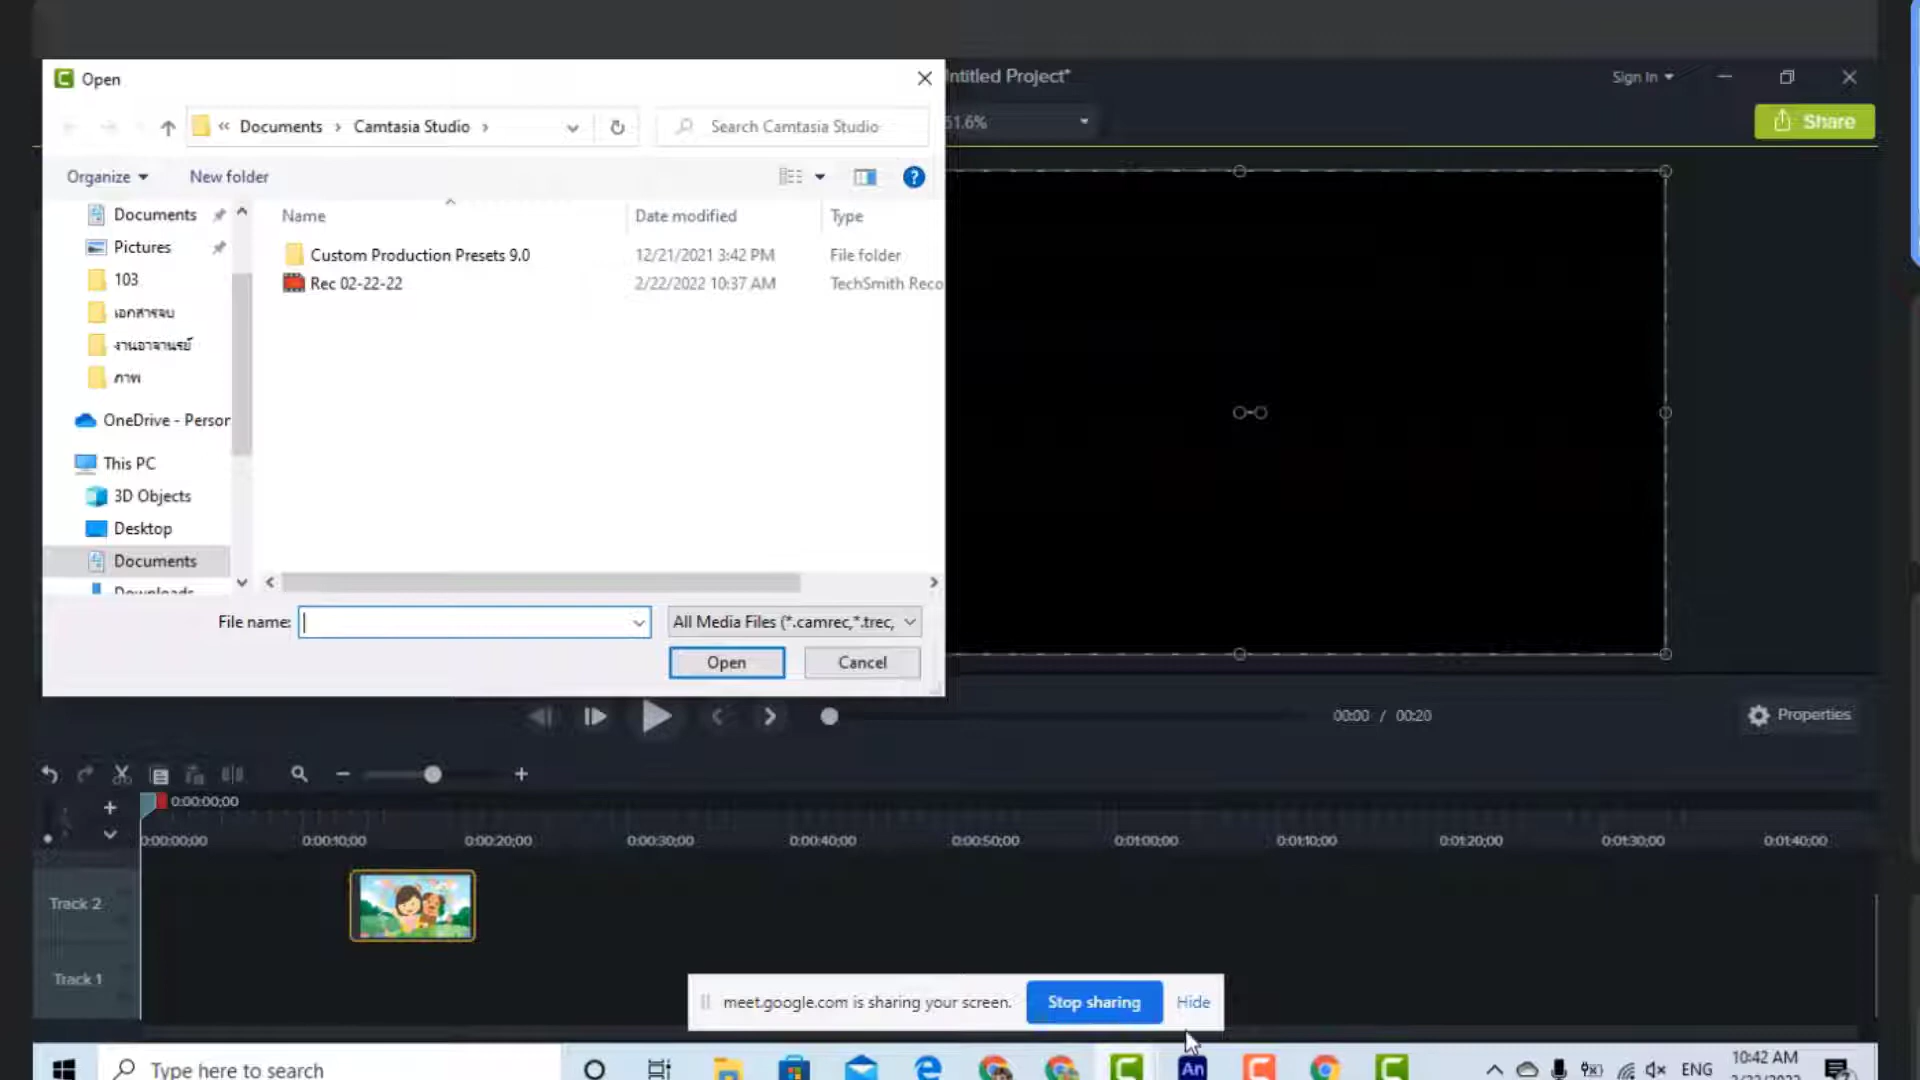 Open
ntitled Project*
Sign In
« Documents › Camtasia Studio ›
Search Camtasia Studio
51.6%
Share
Organize
New folder
?
Documents
Pictures
103
เอกสารจบ
งานอาจารย์
ภาพ
OneDrive - Person
This PC
3D Objects
Desktop
Documents
Downloads
Name
Date modified
Type
Custom Production Presets 9.0
12/21/2021 3:42 PM
File folder
Rec 02-22-22
2/22/2022 10:37 AM
TechSmith Reco
File name:
All Media Files (*.camrec,*.trec,
Open
Cancel
00:00 / 00:20
Properties
0:00:00;00
0:00:00;00
0:00:10;00
0:00:20;00
0:00:30;00
0:00:40;00
0:00:50;00
0:01:00;00
0:01:10;00
0:01:20;00
0:01:30;00
0:01:40;00
Track 2
Track 1
meet.google.com is sharing your screen.
Stop sharing
Hide
Type here to search
An
ENG
10:42 AM